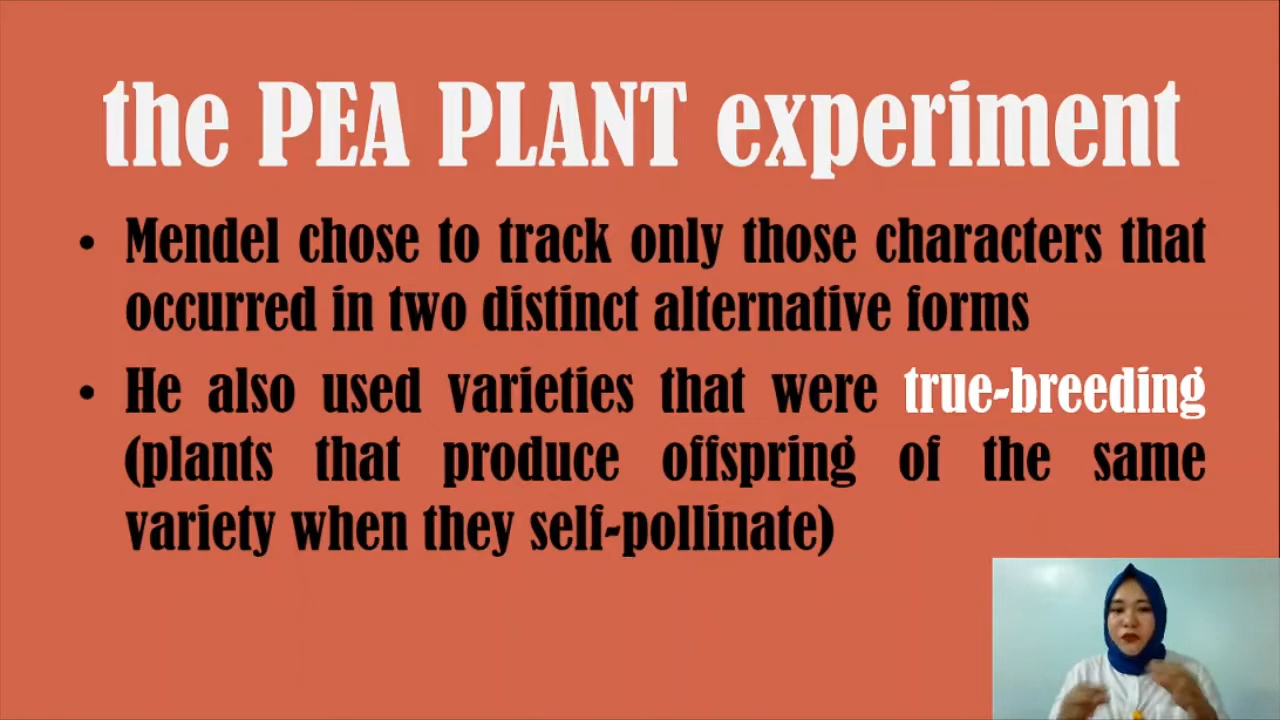 the PEA PLANT experiment
• Mendel chose to track only those characters that
occurred in two distinct alternative forms
• He also used varieties that were true-breeding
(plants that produce offspring of the same
variety when they self-pollinate)